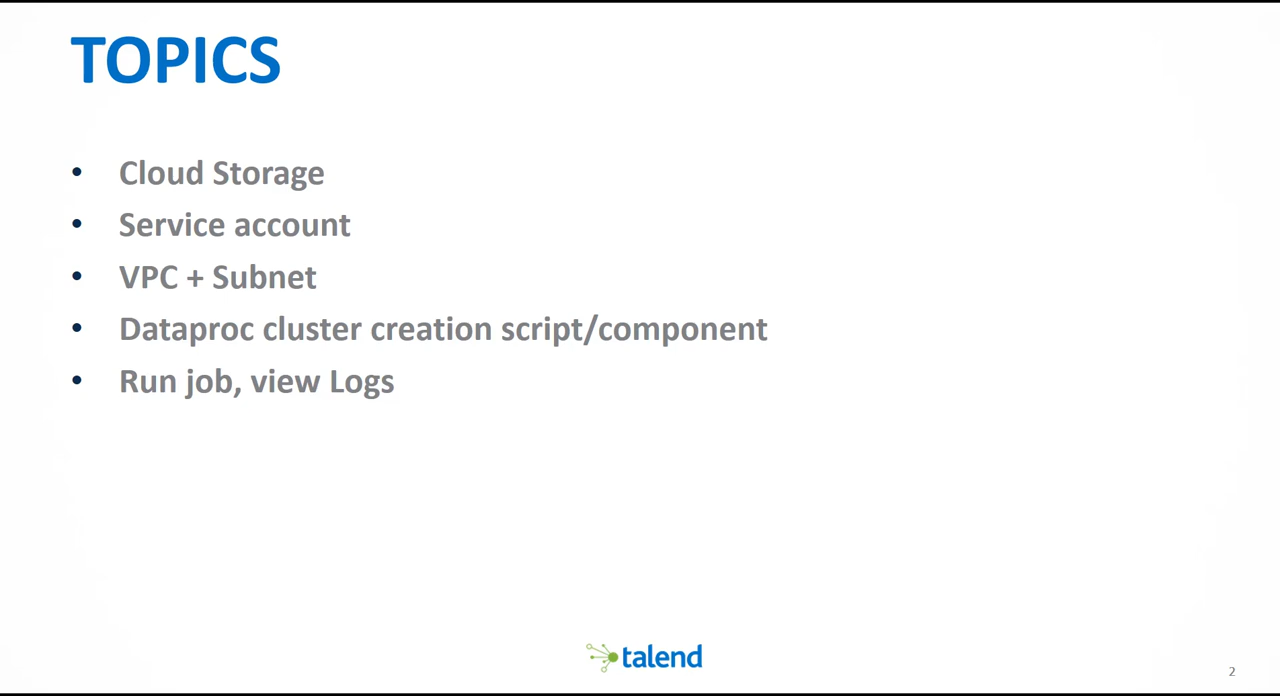 TOPICS
• Cloud Storage
• Service account
• VPC + Subnet
• Dataproc cluster creation script/component
• Run job, view Logs
talend
2